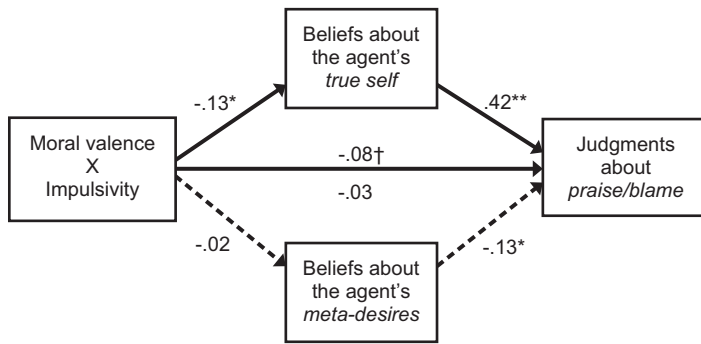 Beliefs about
the agent's
true self
-.13*
.42**
Moral valence
X
Impulsivity
-.08†
-.03
Judgments
about
praise/blame
-.02
-.13*
Beliefs about
the agent's
meta-desires